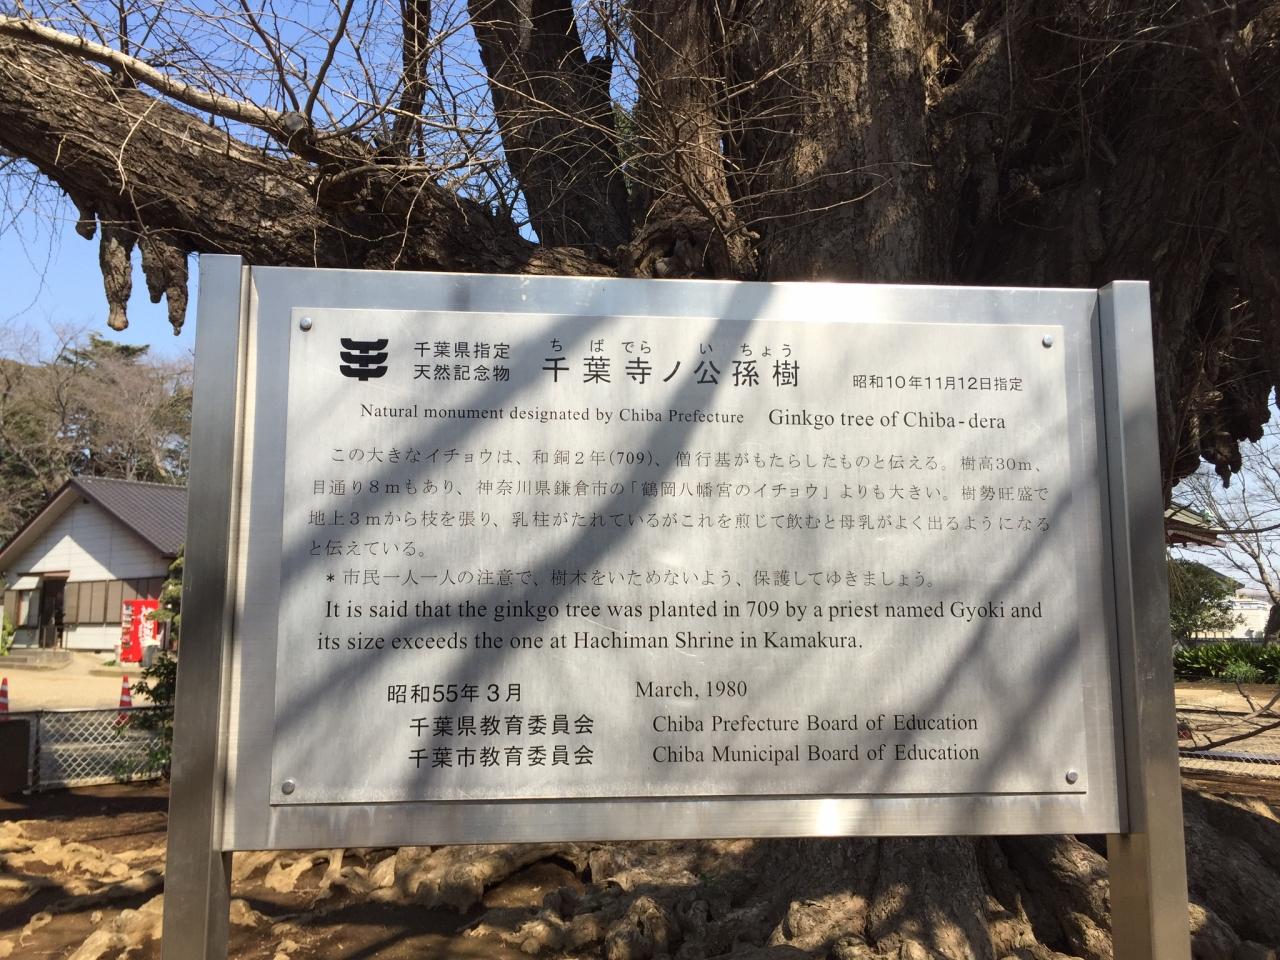 千葉県指定
天然記念物
ちばでらいちょう
千葉寺ノ公孫樹
昭和10年11月12日指定
Natural monument designated by Chiba Prefecture Ginkgo tree of Chiba-dera
この大きなイチョウは、和銅2年(709)、僧行基がもたらしたものと伝える。樹高30m、
目通り8mもあり、神奈川県鎌倉市の「鶴岡八幡宮のイチョウ」よりも大きい。樹勢旺盛で
地上3mから枝を張り、乳柱がたれているがこれを煎じて飲むと母乳がよく出るようになる
と伝えている。
*市民一人一人の注意で、樹木をいためないよう、保護してゆきましょう。
It is said that the ginkgo tree was planted in 709 by a priest named Gyoki and
its size exceeds the one at Hachiman Shrine in Kamakura.
昭和55年3月 March, 1980
千葉県教育委員会 Chiba Prefecture Board of Education
千葉市教育委員会 Chiba Municipal Board of Education